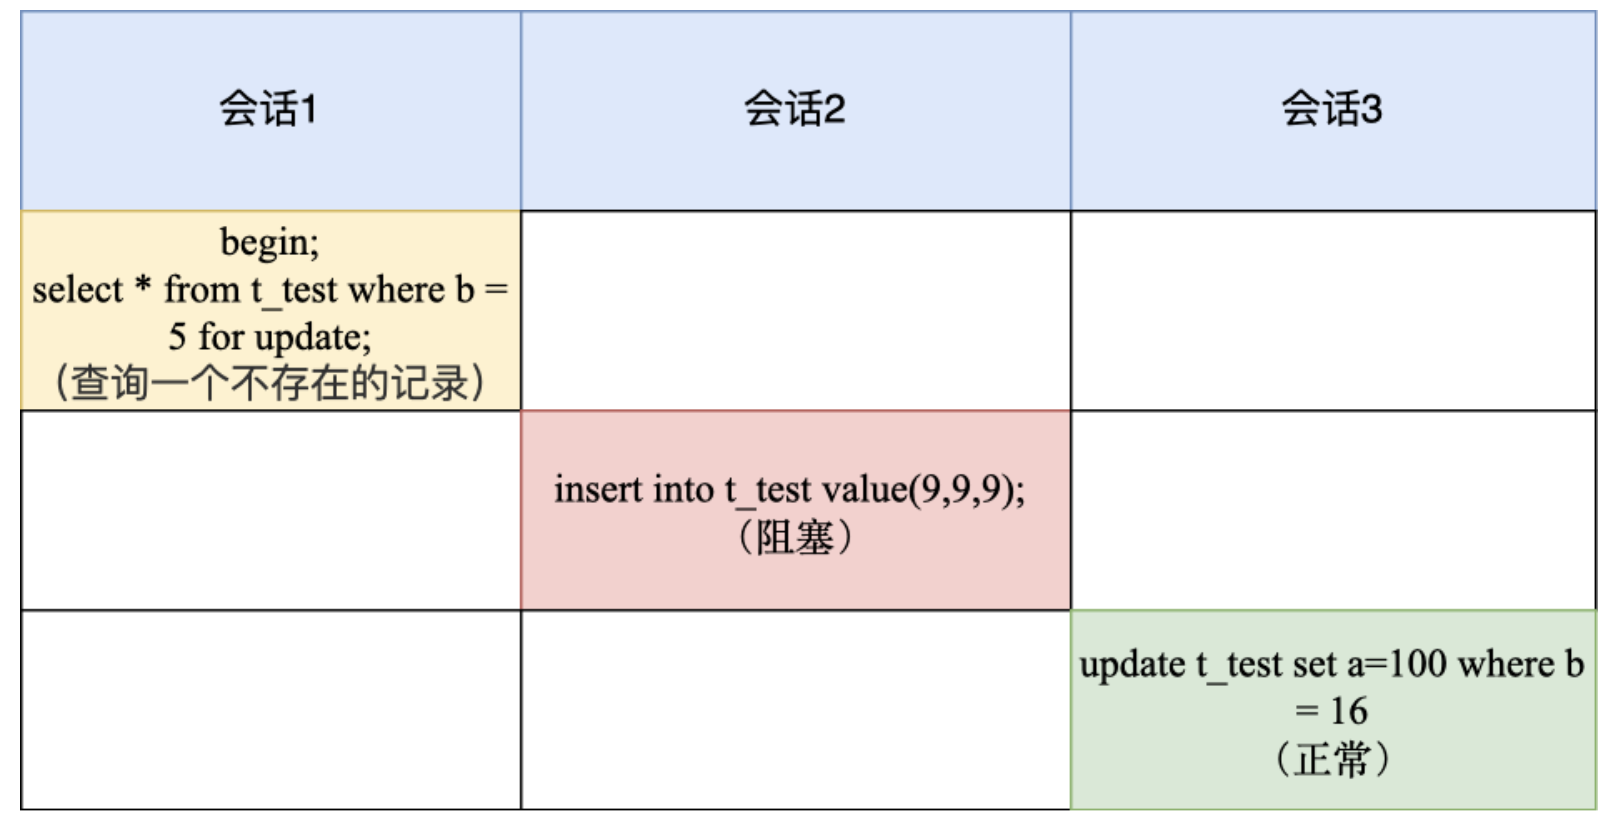 会话1
会话2
会话3
begin;
select * from t_test where b =
5 for update;
（查询一个不存在的记录）
insert into t_test value(9,9,9);
（阻塞）
update t_test set a=100 where b
= 16
（正常）